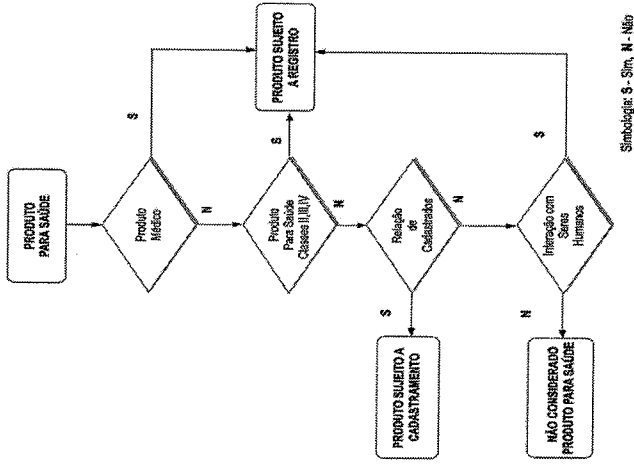 PRODUTO
PARA SAÚDE
Produto
Médico
S
N
PRODUTO SUJEITO
A REGISTRO
Produto
Para Saúde
Classes II,III,IV
S
N
Relação
de
Cadastrados
S
N
PRODUTO SUJEITO A
CADASTRAMENTO
Interação com
Seres
Humanos
S
N
NÃO CONSIDERADO
PRODUTO PARA SAÚDE
Simbologia: S - Sim, N - Não